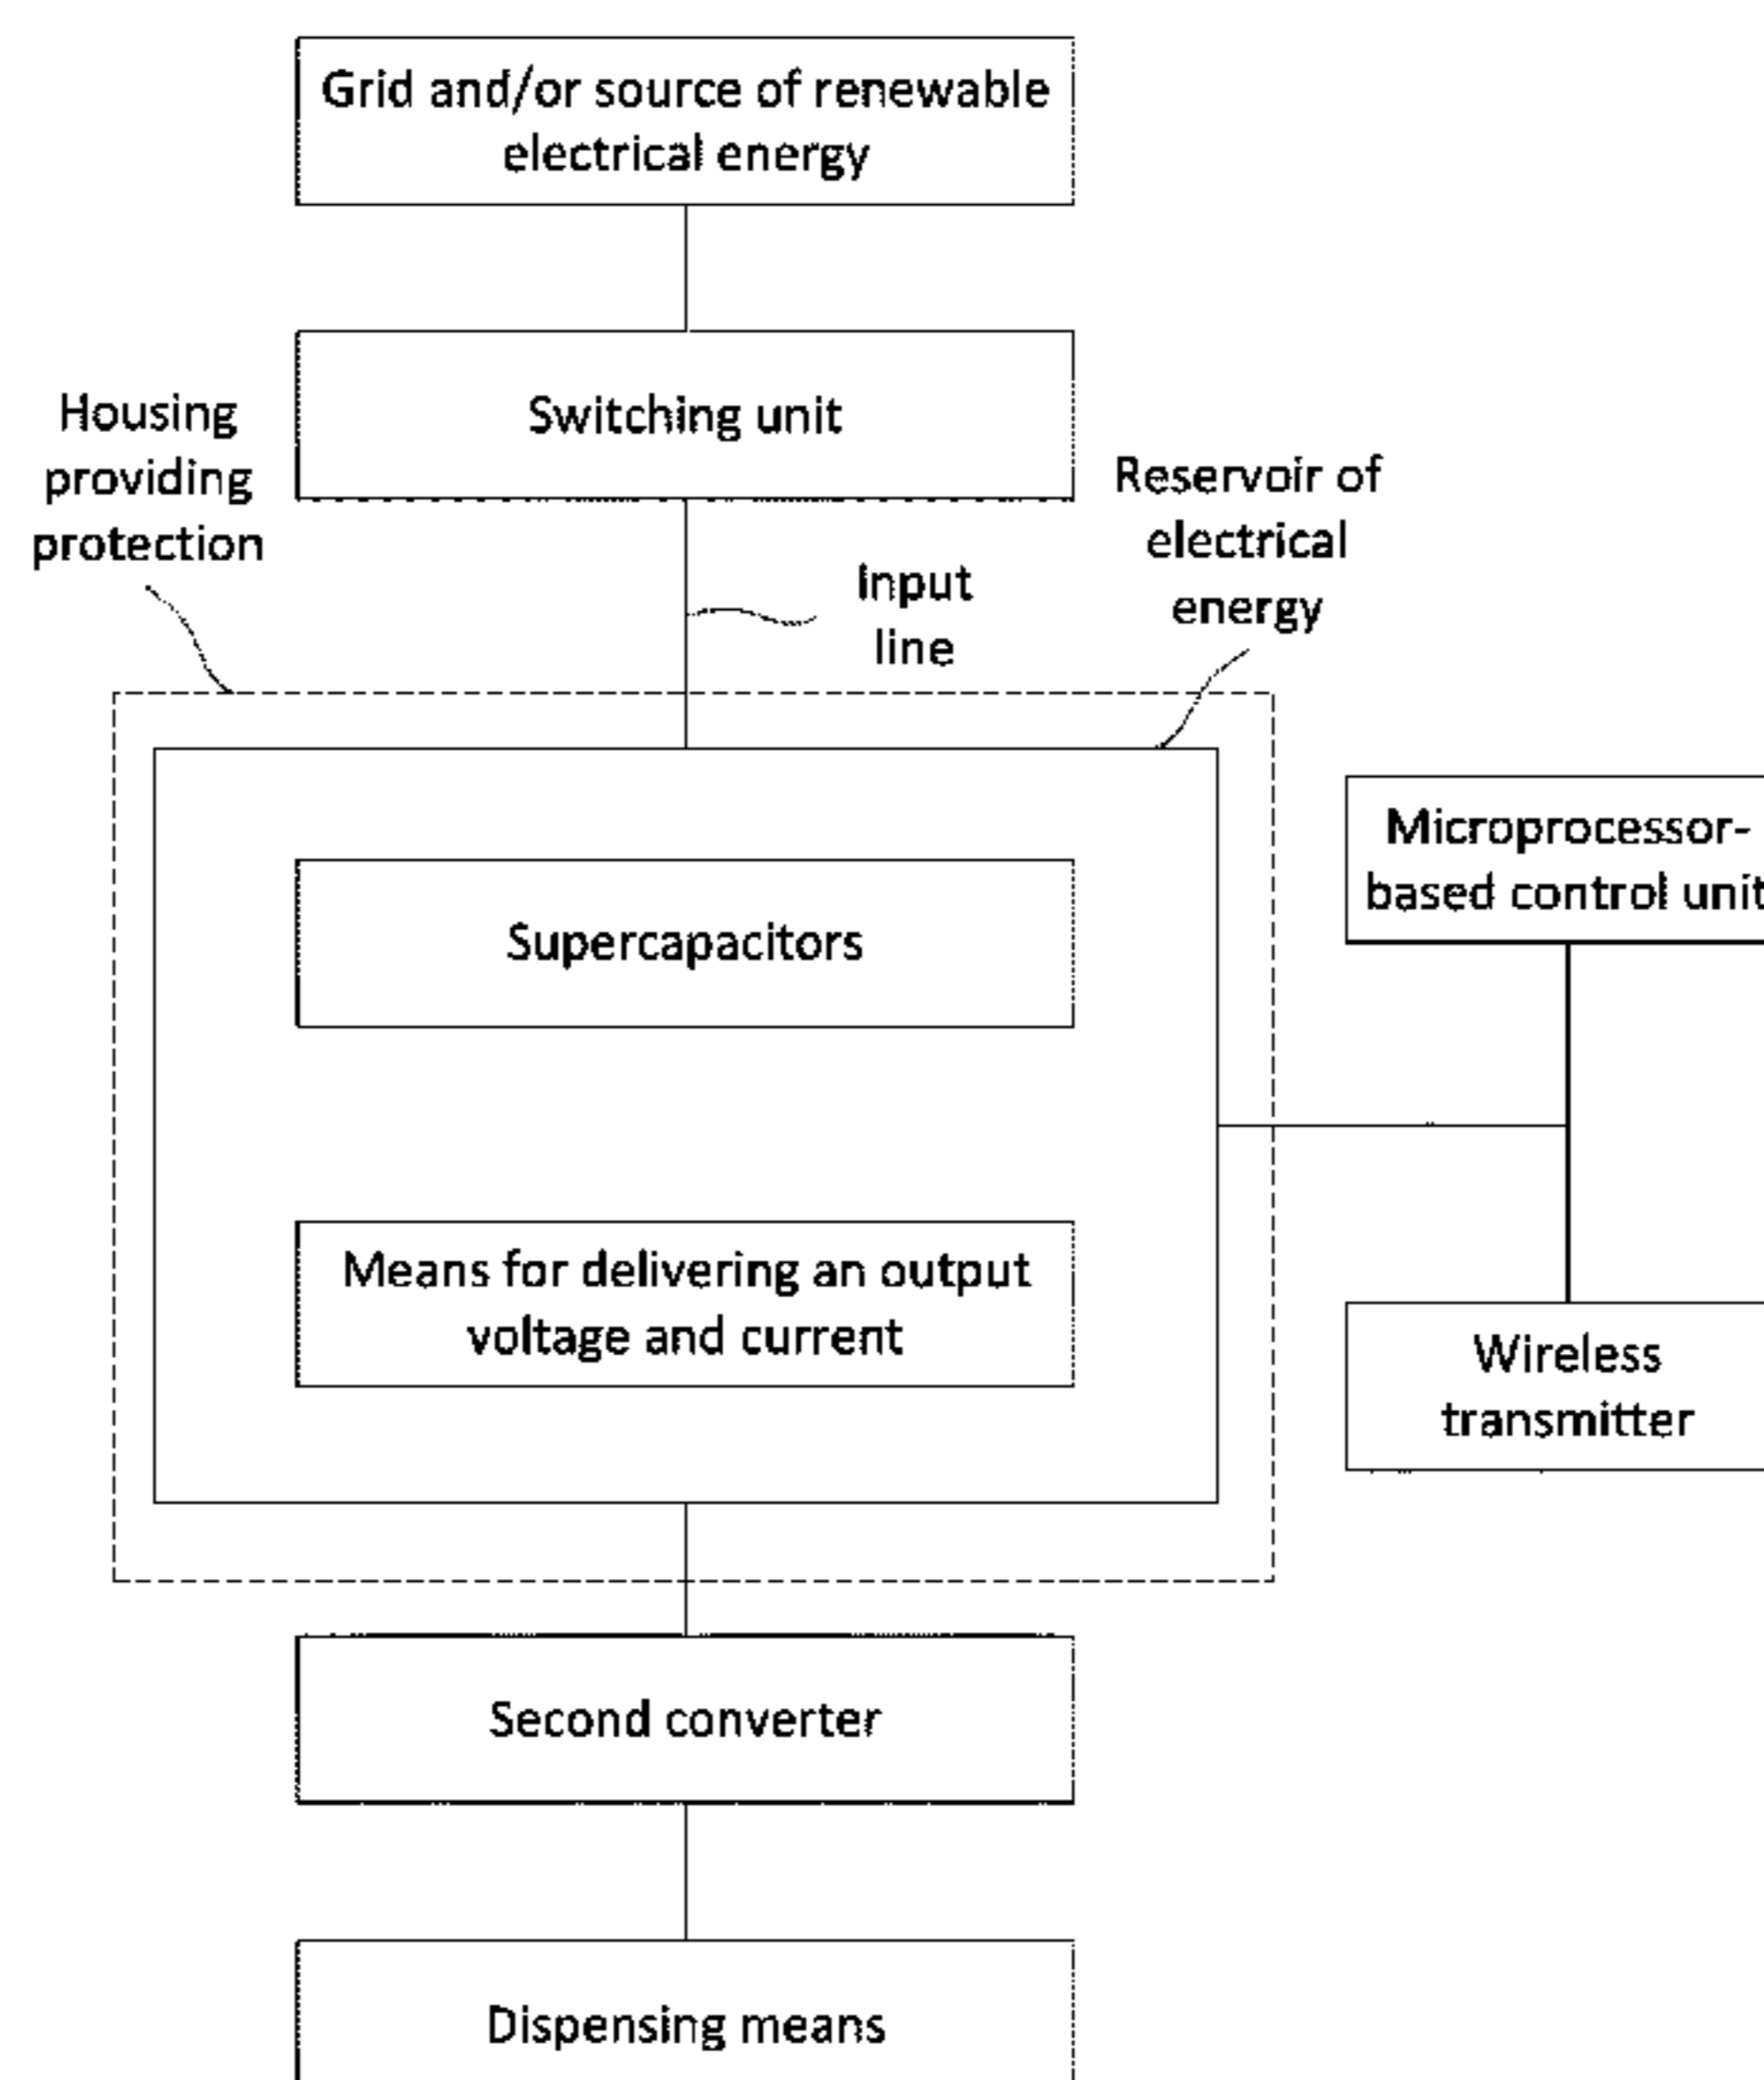 Grid and/or source of renewable
electrical energy
Switching unit
Housing
providing
protection
Reservoir of
electrical
energy
Input
line
Microprocessor-
based control unit
Supercapacitors
Means for delivering an output
voltage and current
Wireless
transmitter
Second converter
Dispensing means